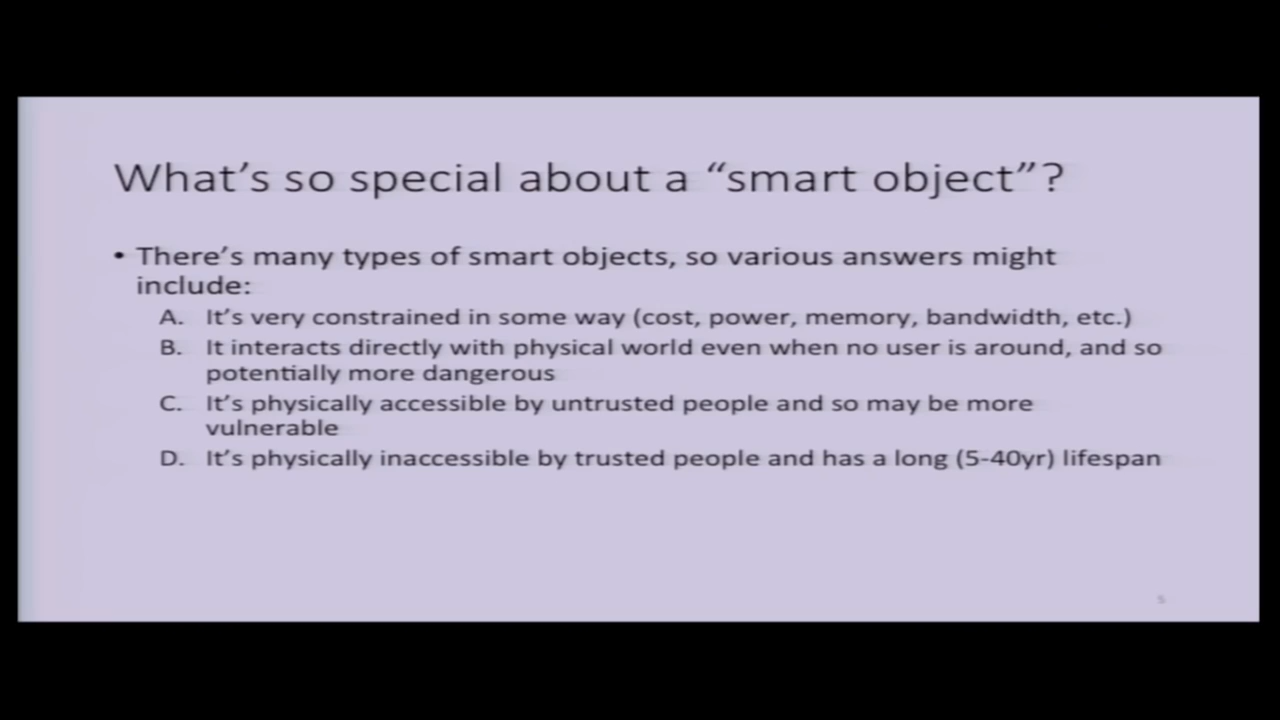 What's so special about a “smart object”?
• There's many types of smart objects, so various answers might
include:
A. It's very constrained in some way (cost, power, memory, bandwidth, etc.)
B. It interacts directly with physical world even when no user is around, and so
potentially more dangerous
C. It's physically accessible by untrusted people and so may be more
vulnerable
D. It's physically inaccessible by trusted people and has a long (5-40yr) lifespan
5